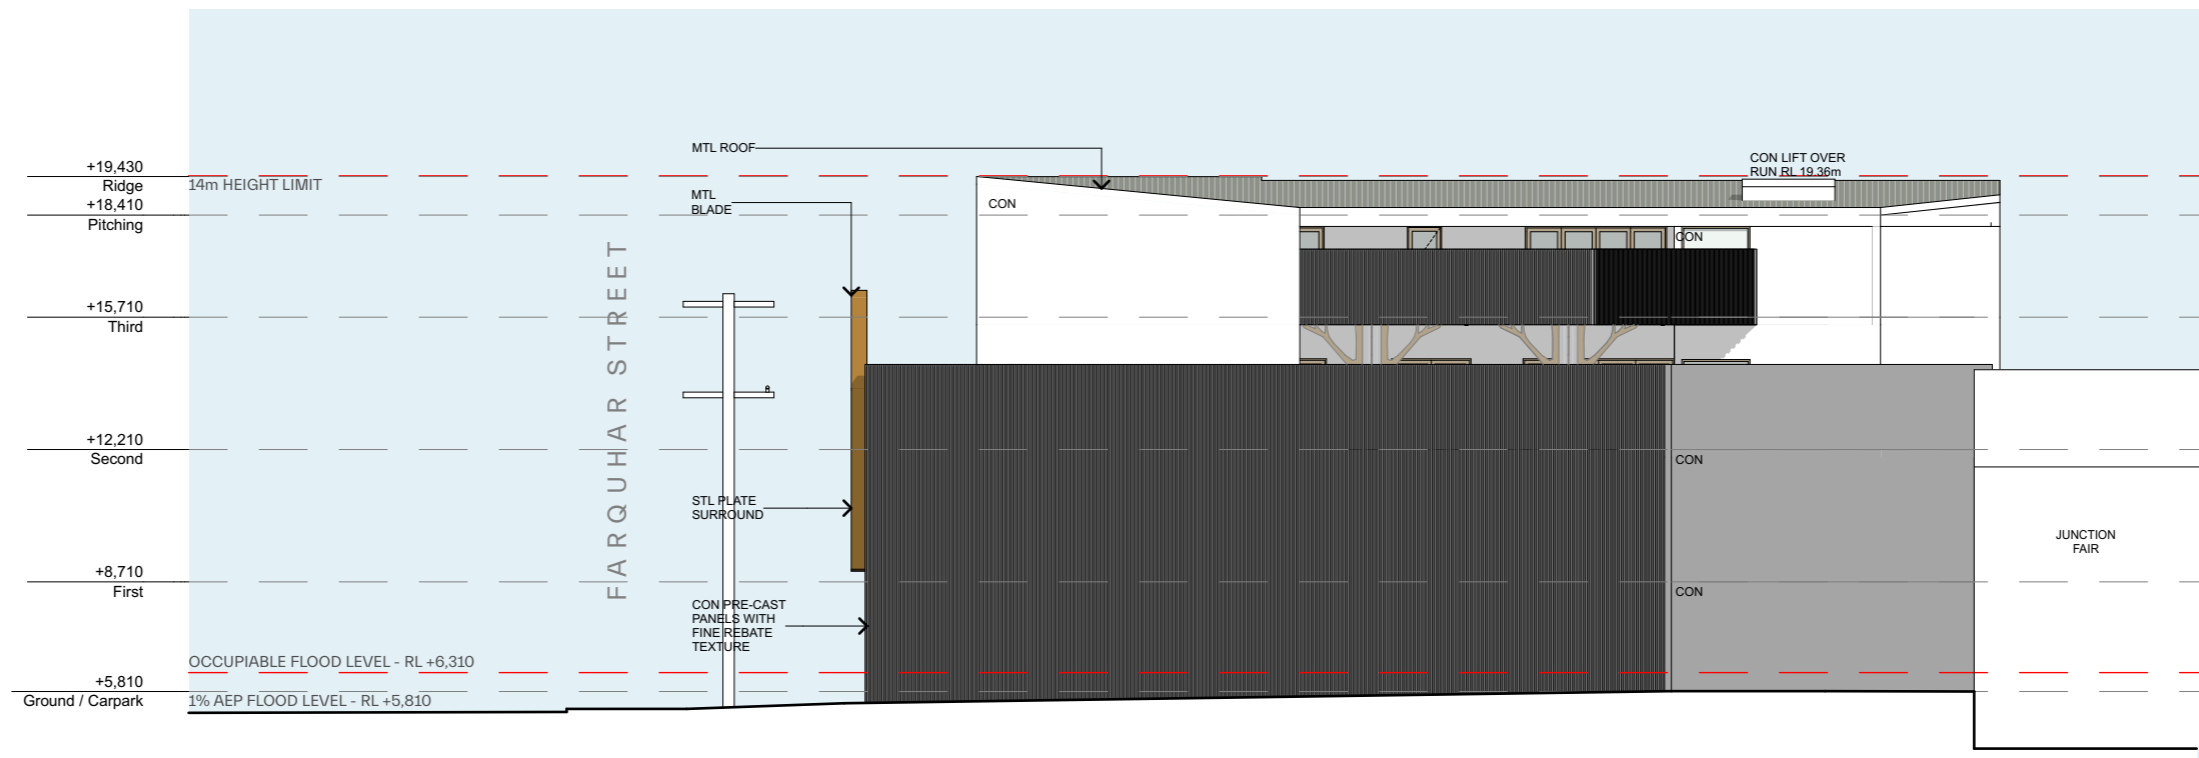 +19,430
Ridge
14m HEIGHT LIMIT
+18,410
Pitching
+15,710
Third
+12,210
Second
+8,710
First
OCCUPIABLE FLOOD LEVEL - RL +6,310
+5,810
Ground / Carpark
1% AEP FLOOD LEVEL - RL +5,810
FARQUHAR STREET
MTL ROOF
MTL
BLADE
STL PLATE
SURROUND
CON PRE-CAST
PANELS WITH
FINE REBATE
TEXTURE
CON
CON LIFT OVER
RUN RL 19.36m
CON
CON
CON
JUNCTION
FAIR